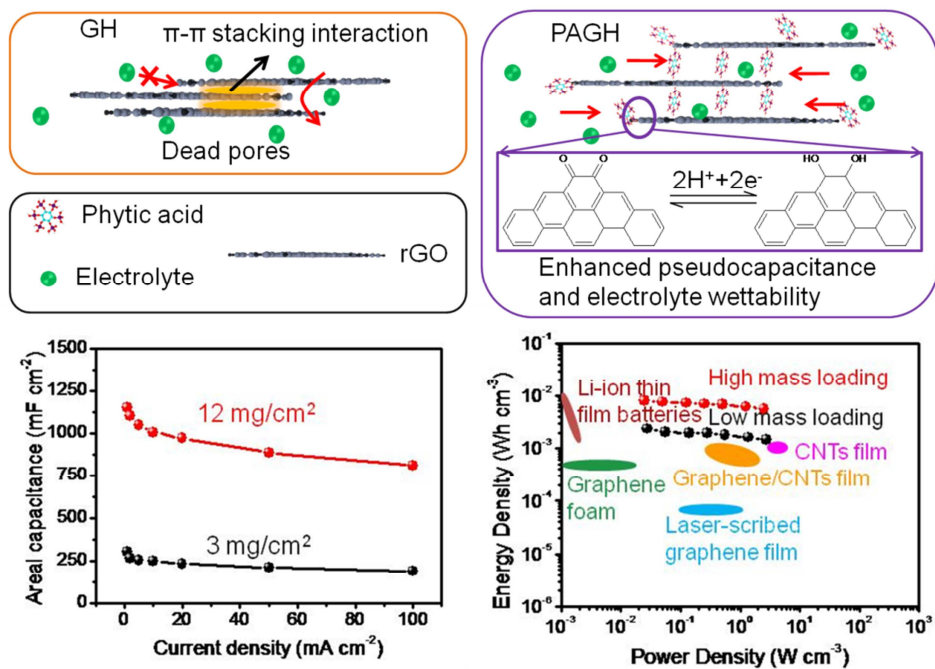 GH
π-π stacking interaction
Dead pores
Phytic acid
rGO
Electrolyte
PAGH
O O
HO OH
2H⁺+2e⁻
Enhanced pseudocapacitance
and electrolyte wettability
Areal capacitance (mF cm⁻²)
1500
1250
1000
750
500
250
0
12 mg/cm²
3 mg/cm²
0 20 40 60 80 100
Current density (mA cm⁻²)
Energy Density (Wh cm⁻³)
10⁻¹
10⁻²
10⁻³
10⁻⁴
10⁻⁵
10⁻⁶
Li-ion thin
film batteries
High mass loading
Low mass loading
CNTs film
Graphene/CNTs film
Graphene
foam
Laser-scribed
graphene film
10⁻³ 10⁻² 10⁻¹ 10⁰ 10¹ 10² 10³
Power Density (W cm⁻³)